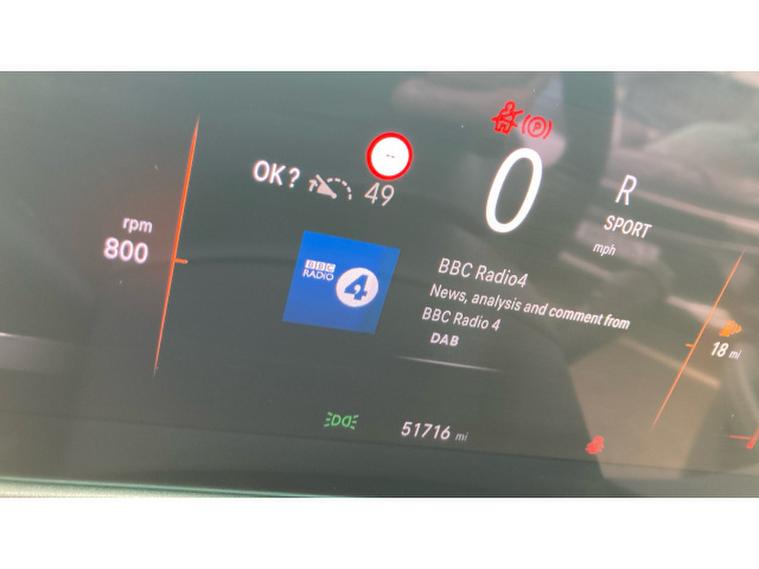 OK?
49
0
R
SPORT
mph
rpm
800
BBC
RADIO
4
BBC Radio4
News, analysis and comment from
BBC Radio 4
DAB
18 mi
51716 mi